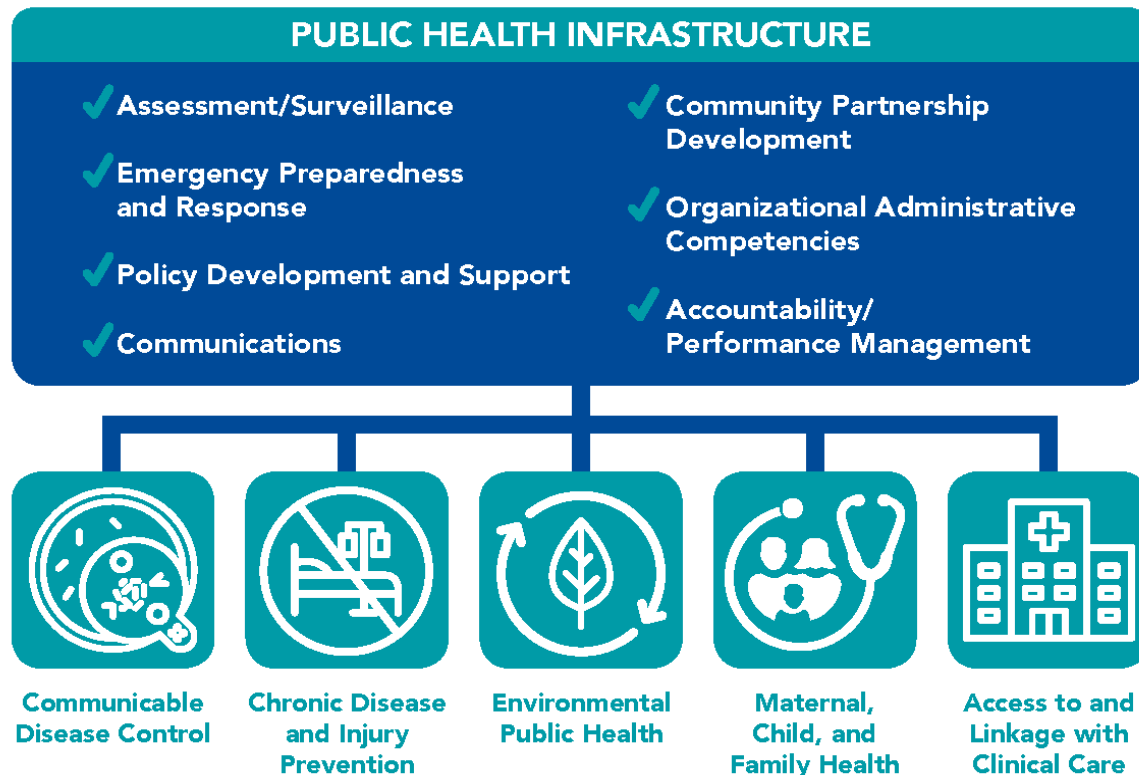 PUBLIC HEALTH INFRASTRUCTURE
Assessment/Surveillance
Emergency Preparedness
and Response
Policy Development and Support
Communications
Community Partnership
Development
Organizational Administrative
Competencies
Accountability/
Performance Management
Communicable
Disease Control
Chronic Disease
and Injury
Prevention
Environmental
Public Health
Maternal,
Child, and
Family Health
Access to and
Linkage with
Clinical Care